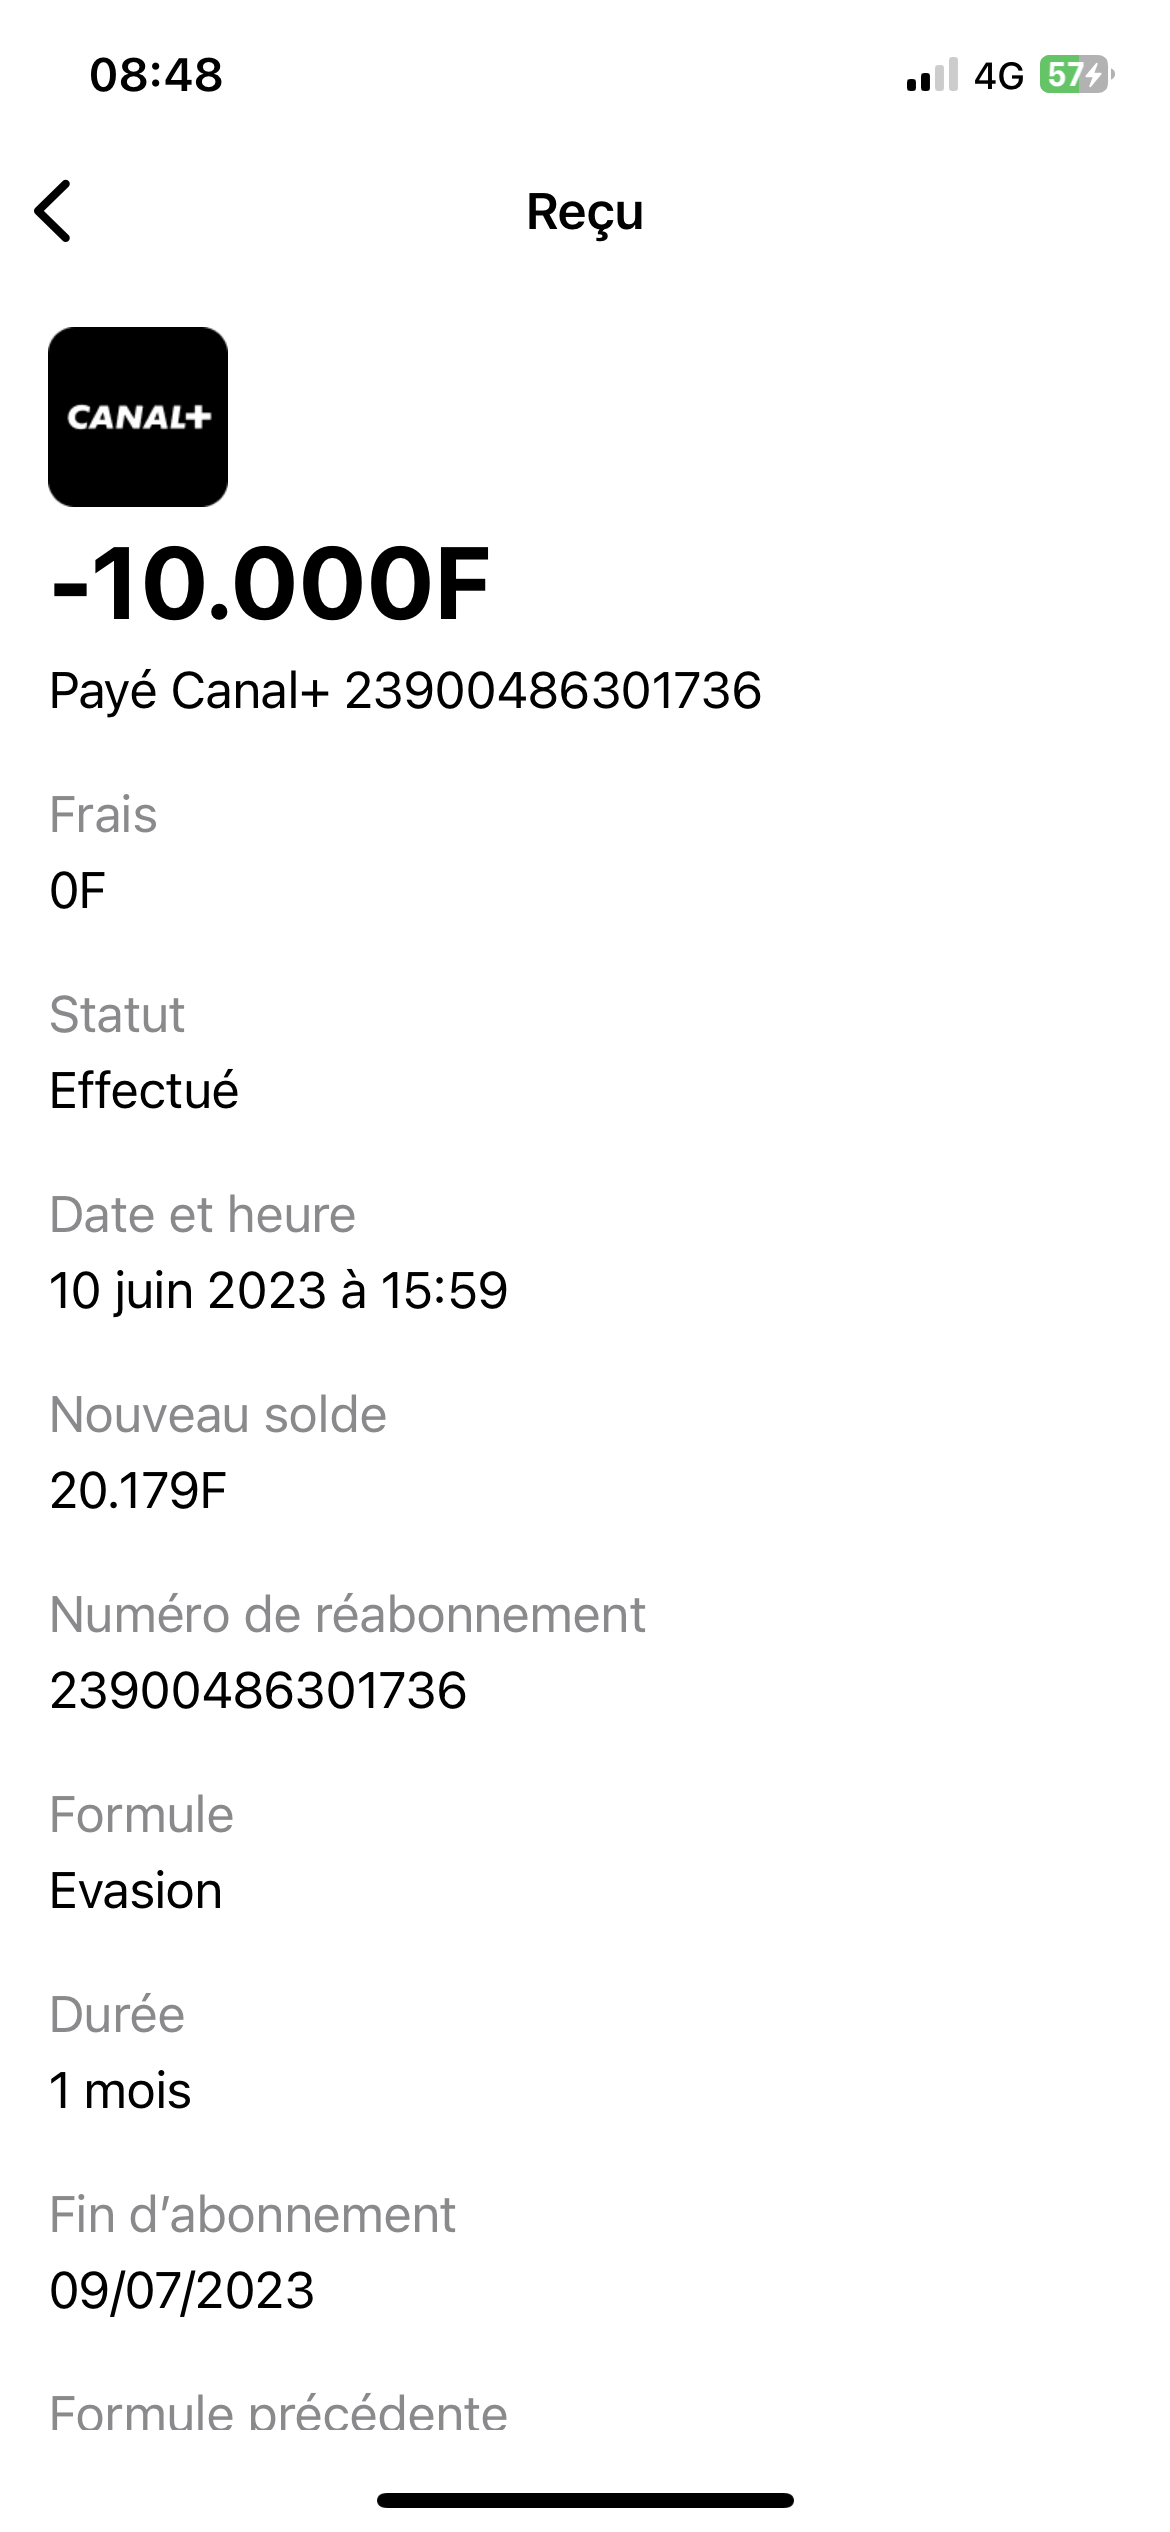 08:48
4G 57
Reçu
CANAL+
-10.000F
Payé Canal+ 23900486301736
Frais
0F
Statut
Effectué
Date et heure
10 juin 2023 à 15:59
Nouveau solde
20.179F
Numéro de réabonnement
23900486301736
Formule
Evasion
Durée
1 mois
Fin d’abonnement
09/07/2023
Formule précédente